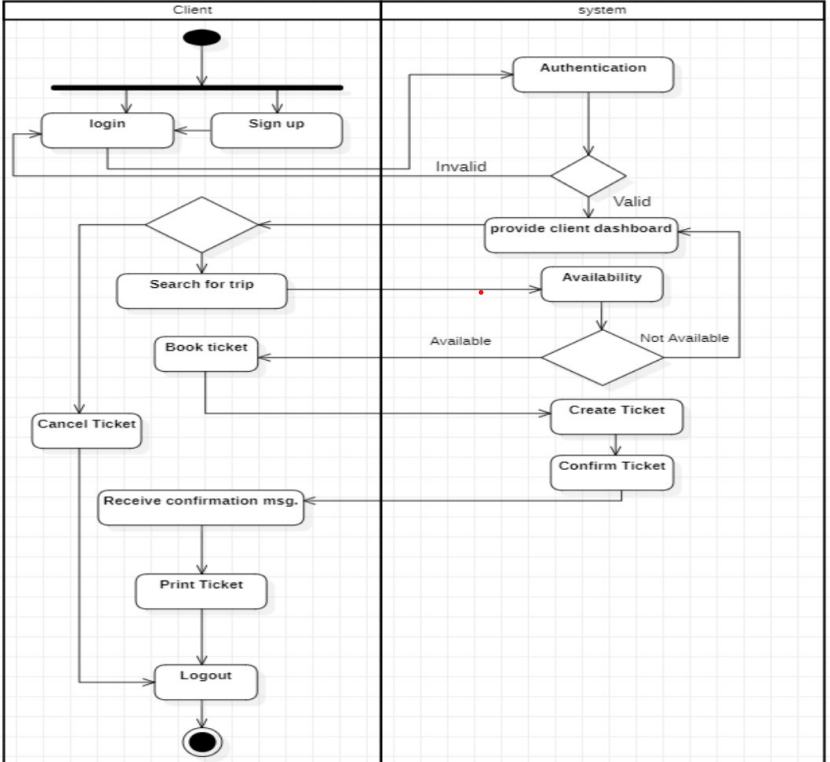 Client
system
Authentication
login
Sign up
Invalid
Valid
provide client dashboard
Search for trip
Availability
Book ticket
Available
Not Available
Cancel Ticket
Create Ticket
Confirm Ticket
Receive confirmation msg.
Print Ticket
Logout